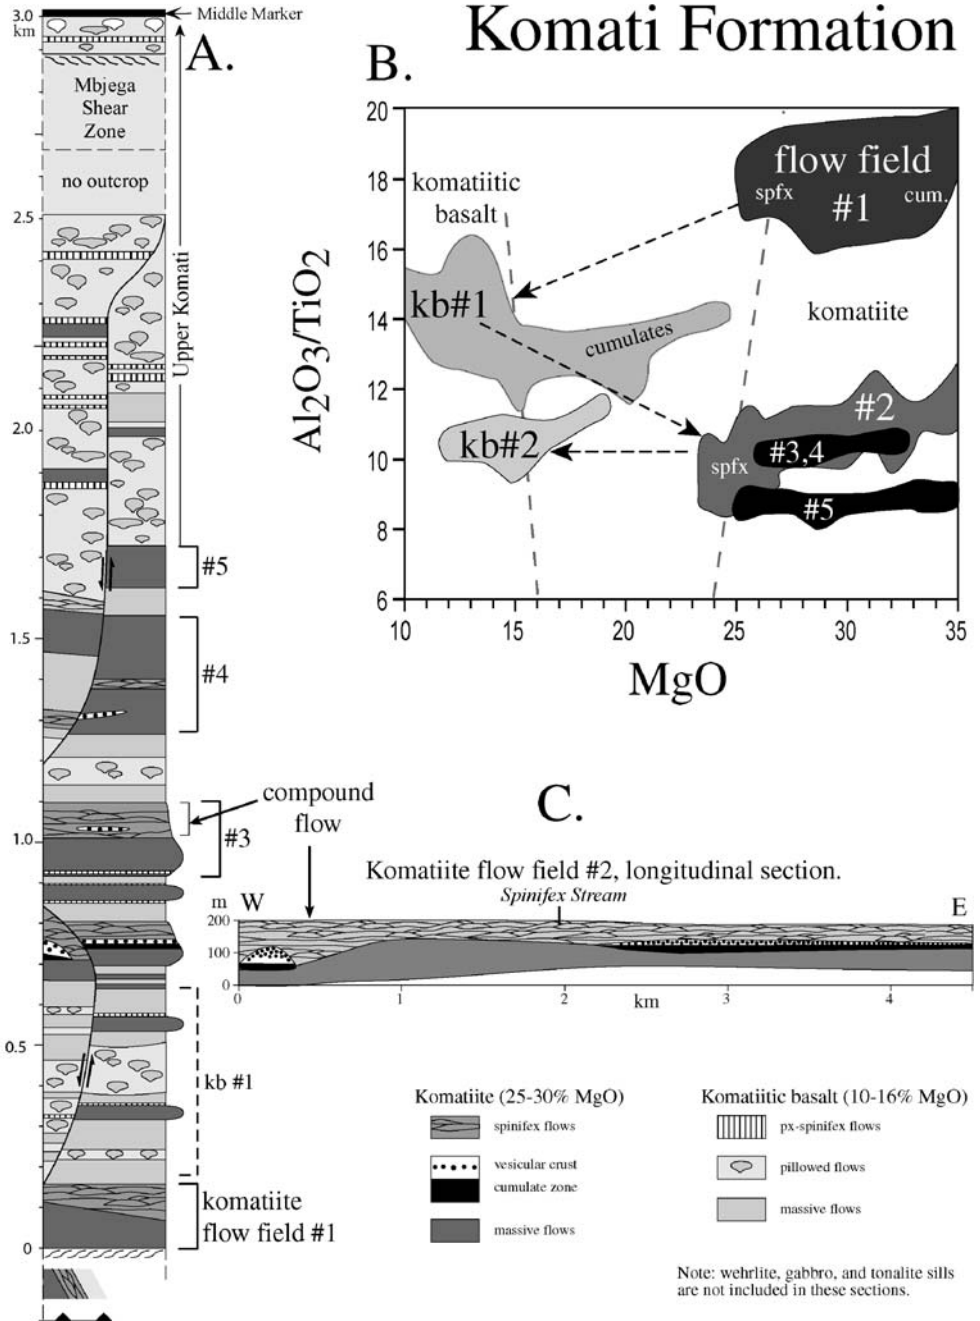 Komati Formation
3.0
km
Middle Marker
A.
Mbjega
Shear
Zone
no outcrop
2.5
Upper Komati
2.0
#5
1.5
#4
1.0
#3
compound
flow
0.5
kb #1
komatiite
flow field #1
0
B.
Al2O3/TiO2
20
18
16
14
12
10
8
6
10
15
20
25
30
35
MgO
komatiitic
basalt
flow field
spfx
#1
cum.
kb#1
cumulates
komatiite
kb#2
#2
spfx
#3,4
#5
C.
Komatiite flow field #2, longitudinal section.
Spinifex Stream
m
W
E
200
100
0
0
1
2
3
4
km
Komatiite (25-30% MgO)
spinifex flows
vesicular crust
cumulate zone
massive flows
Komatiitic basalt (10-16% MgO)
px-spinifex flows
pillowed flows
massive flows
Note: wehrlite, gabbro, and tonalite sills
are not included in these sections.